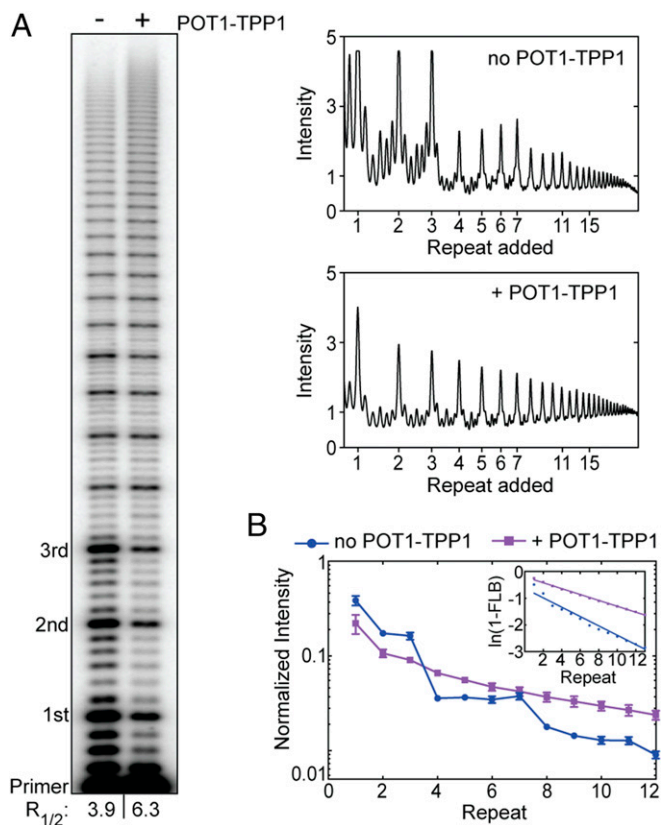 A
- + POT1-TPP1
3rd
2nd
1st
Primer
R1/2: 3.9 6.3
no POT1-TPP1
Intensity
5
3
1
1 2 3 4 5 6 7 11 15
Repeat added
+ POT1-TPP1
Intensity
5
3
1
1 2 3 4 5 6 7 11 15
Repeat added
B
no POT1-TPP1 + POT1-TPP1
Normalized Intensity
1
0.1
0.01
0 2 4 6 8 10 12
Repeat
ln(1-FLB)
0
-1
-2
-3
2 4 6 8 10 12
Repeat